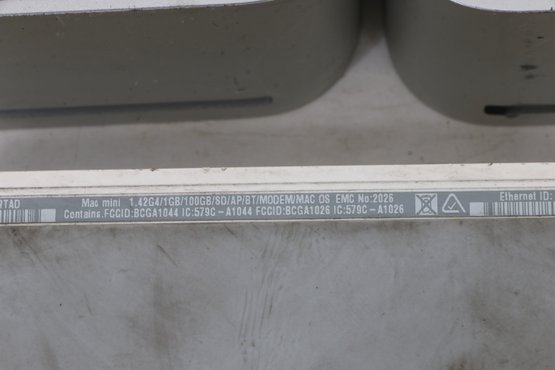 RTAD Mac mini 1.42G4/1GB/100GB/SD/AP/BT/MODEM/MAC OS EMC No:2026 Ethernet ID:
Contains.FCCID:BCGA1044 IC:579C-A1044 FCCID:BCGA1026 IC:579C-A1026